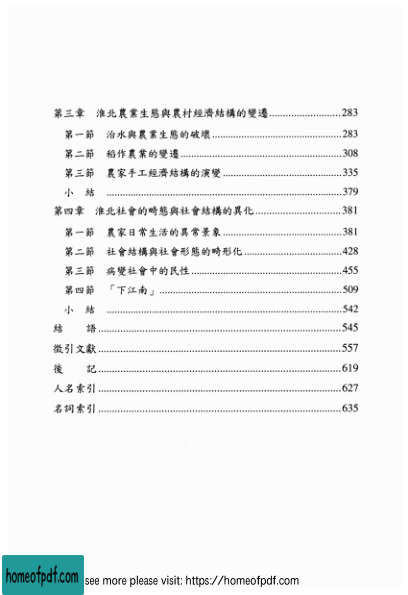 第三章 淮北農業生態與農村經濟結構的變遷..........................283
第一節 治水與農業生態的破壞..........................283
第二節 稻作農業的變遷..........................308
第三節 農家手工經濟結構的演變..........................335
小 結..........................379
第四章 淮北社會的畸態與社會結構的異化..........................381
第一節 農家日常生活的異常景象..........................381
第二節 社會結構與社會形態的畸形化..........................428
第三節 病變社會中的民性..........................455
第四節 「下江南」..........................509
小 結..........................542
結 語..........................545
徵引文獻..........................557
後 記..........................619
人名索引..........................627
名詞索引..........................635
homeofpdf.com see more please visit: https://homeofpdf.com